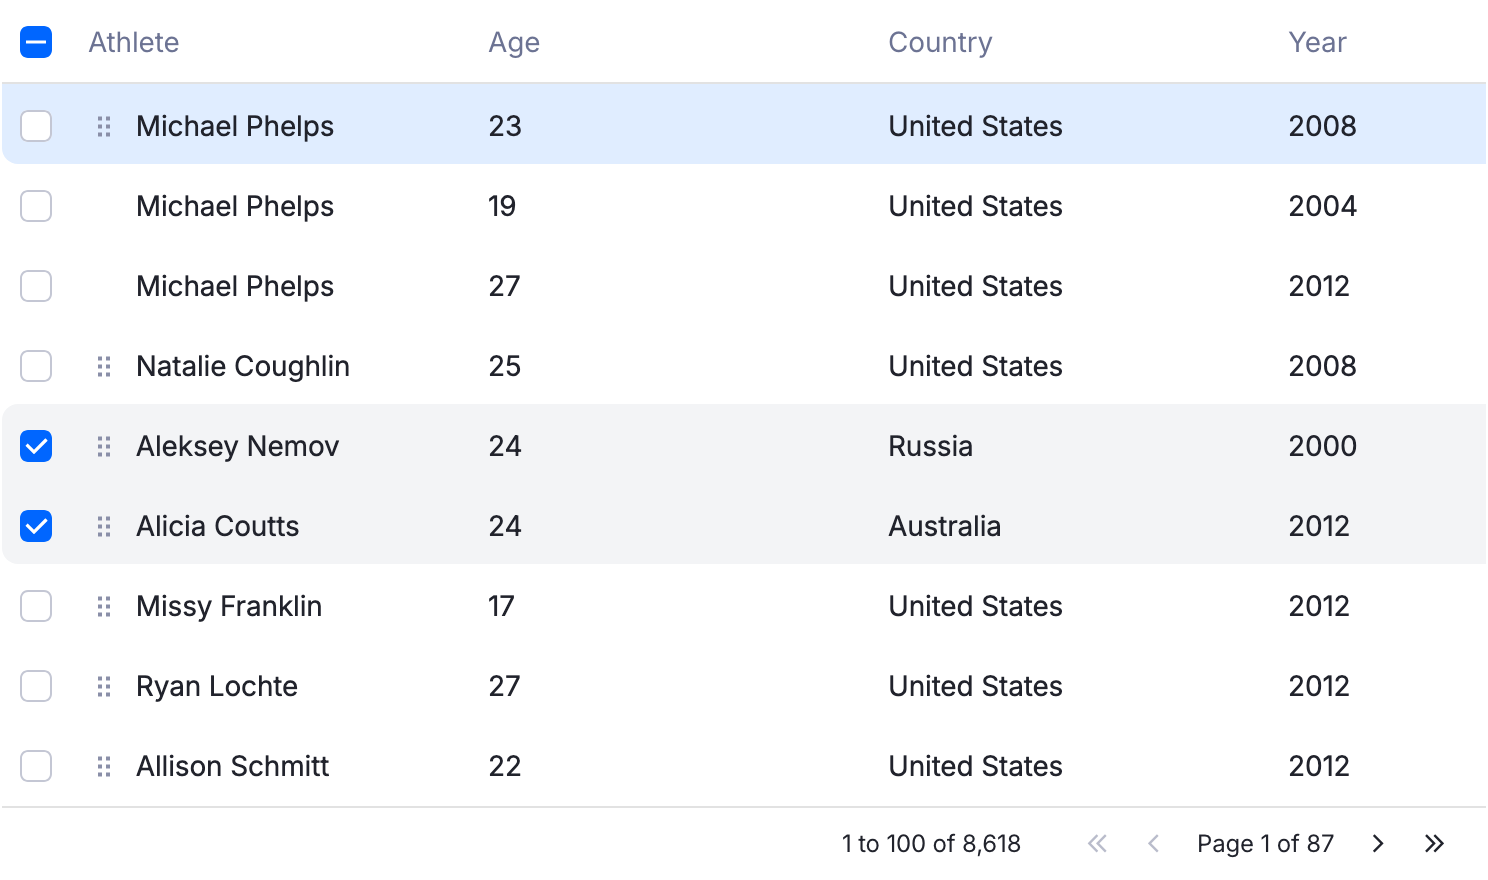 Athlete Age Country Year
Michael Phelps 23 United States 2008
Michael Phelps 19 United States 2004
Michael Phelps 27 United States 2012
Natalie Coughlin 25 United States 2008
Aleksey Nemov 24 Russia 2000
Alicia Coutts 24 Australia 2012
Missy Franklin 17 United States 2012
Ryan Lochte 27 United States 2012
Allison Schmitt 22 United States 2012
1 to 100 of 8,618 Page 1 of 87